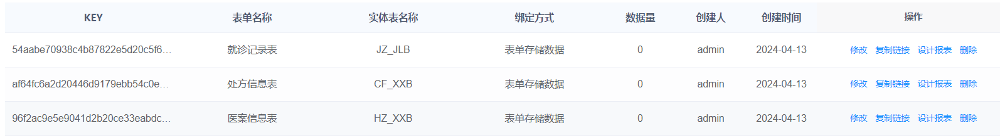 KEY 表单名称 实体表名称 绑定方式 数据量 创建人 创建时间 操作
54aabe70938c4b87822e5d20c5f6... 就诊记录表 JZ_JLB 表单存储数据 0 admin 2024-04-13 修改 复制链接 设计报表 删除
af64fc6a2d20446d9179ebb54c0e... 处方信息表 CF_XXB 表单存储数据 0 admin 2024-04-13 修改 复制链接 设计报表 删除
96f2ac9e5e9041d2b20ce33eabdc... 医案信息表 HZ_XXB 表单存储数据 0 admin 2024-04-13 修改 复制链接 设计报表 删除